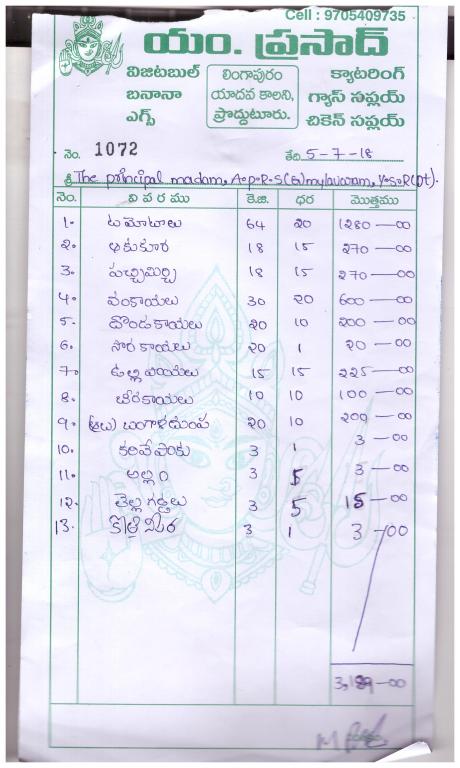 Cell : 9705409735
యం. ప్రసాద్
విజిటబుల్ బనానా ఎగ్స్
లింగాపురం యాదవ కాలని, ప్రొద్దుటూరు.
క్యాటరింగ్ గ్యాస్ సప్లయ్ చికెన్ సప్లయ్
నెం. 1072 తేది 5-7-18
శ్రీ The principal madam, A.P.R.S(G) mylavaram, Y.S.R(Dt).
నెం. వివరము కె.జి. ధర మొత్తము
1. టమోటాలు 64 20 1280-00
2. ఆకుకూర 18 15 270-00
3. పచ్చిమిర్చి 18 15 270-00
4. వంకాయలు 30 20 600-00
5. దొండకాయలు 20 10 200-00
6. సొరకాయలు 20 1 20-00
7. ఉల్లిపాయలు 15 15 225-00
8. బీరకాయలు 10 10 100-00
9. (ఆలు) బంగాళదుంప 20 10 200-00
10. కరివేపాకు 3 1 3-00
11. అల్లం 3 5 3-00
12. తెల్లగడ్డలు 3 5 15-00
13. కొత్తిమీర 3 1 3-00
3,189-00